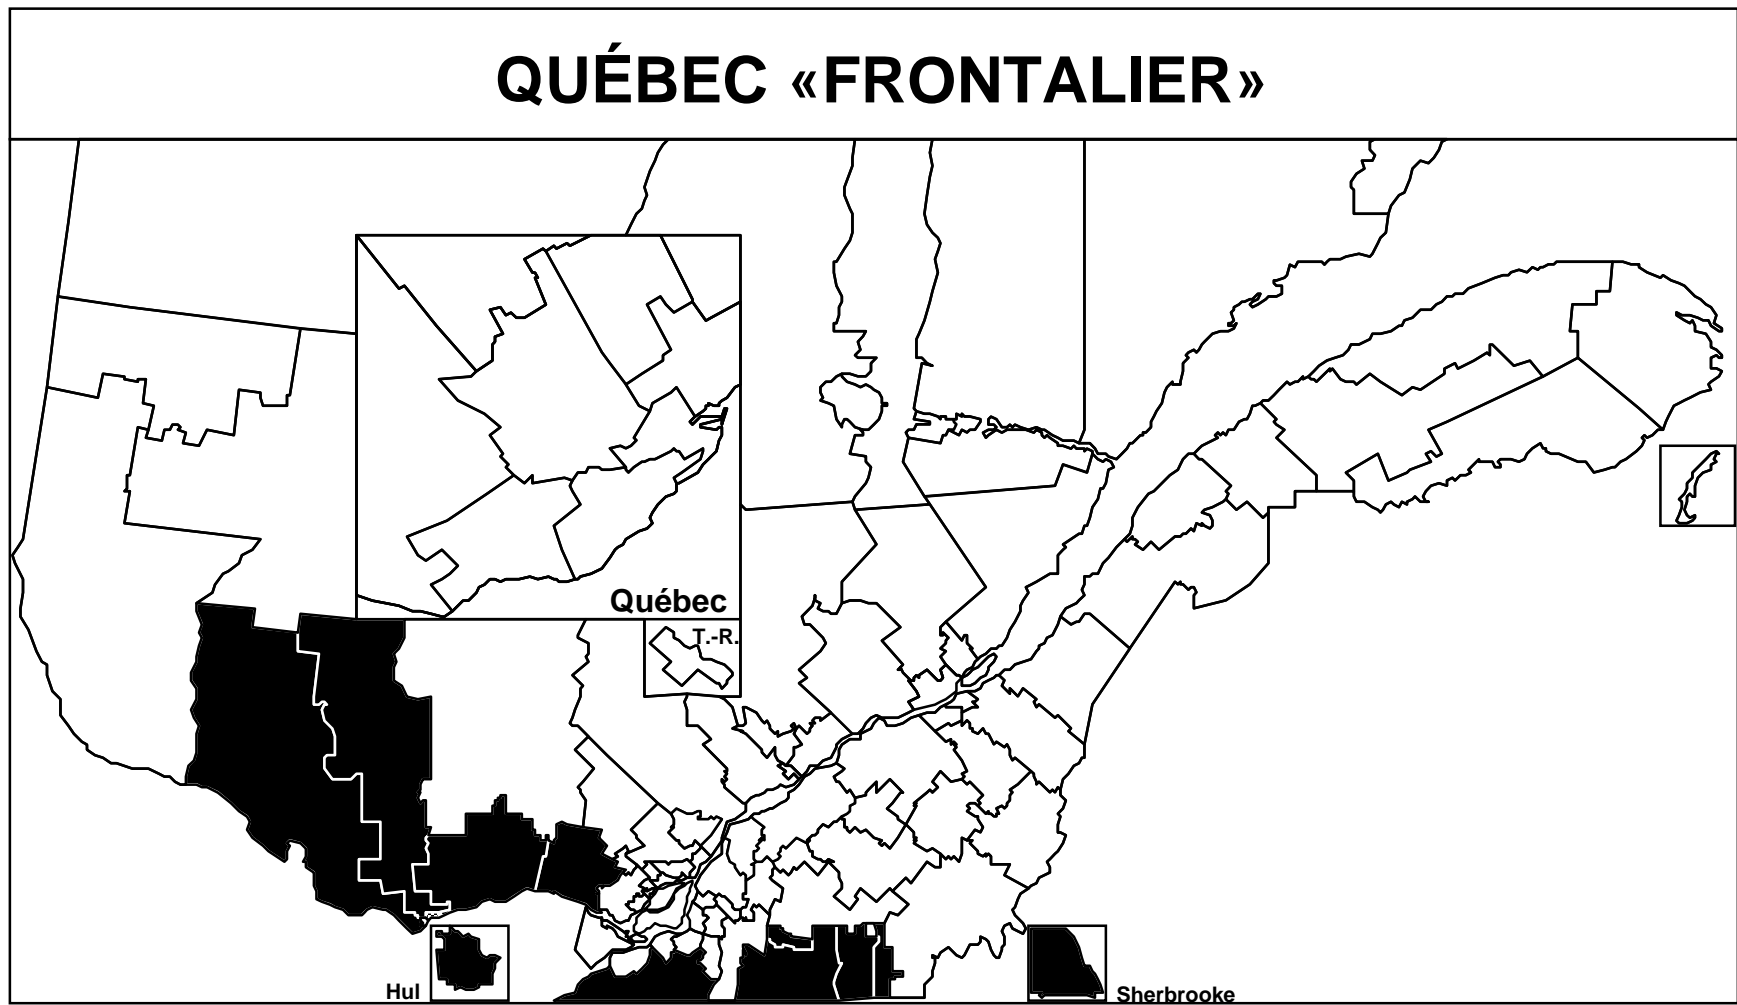 QUÉBEC «FRONTALIER»
Québec
T.-R.
Hul
Sherbrooke